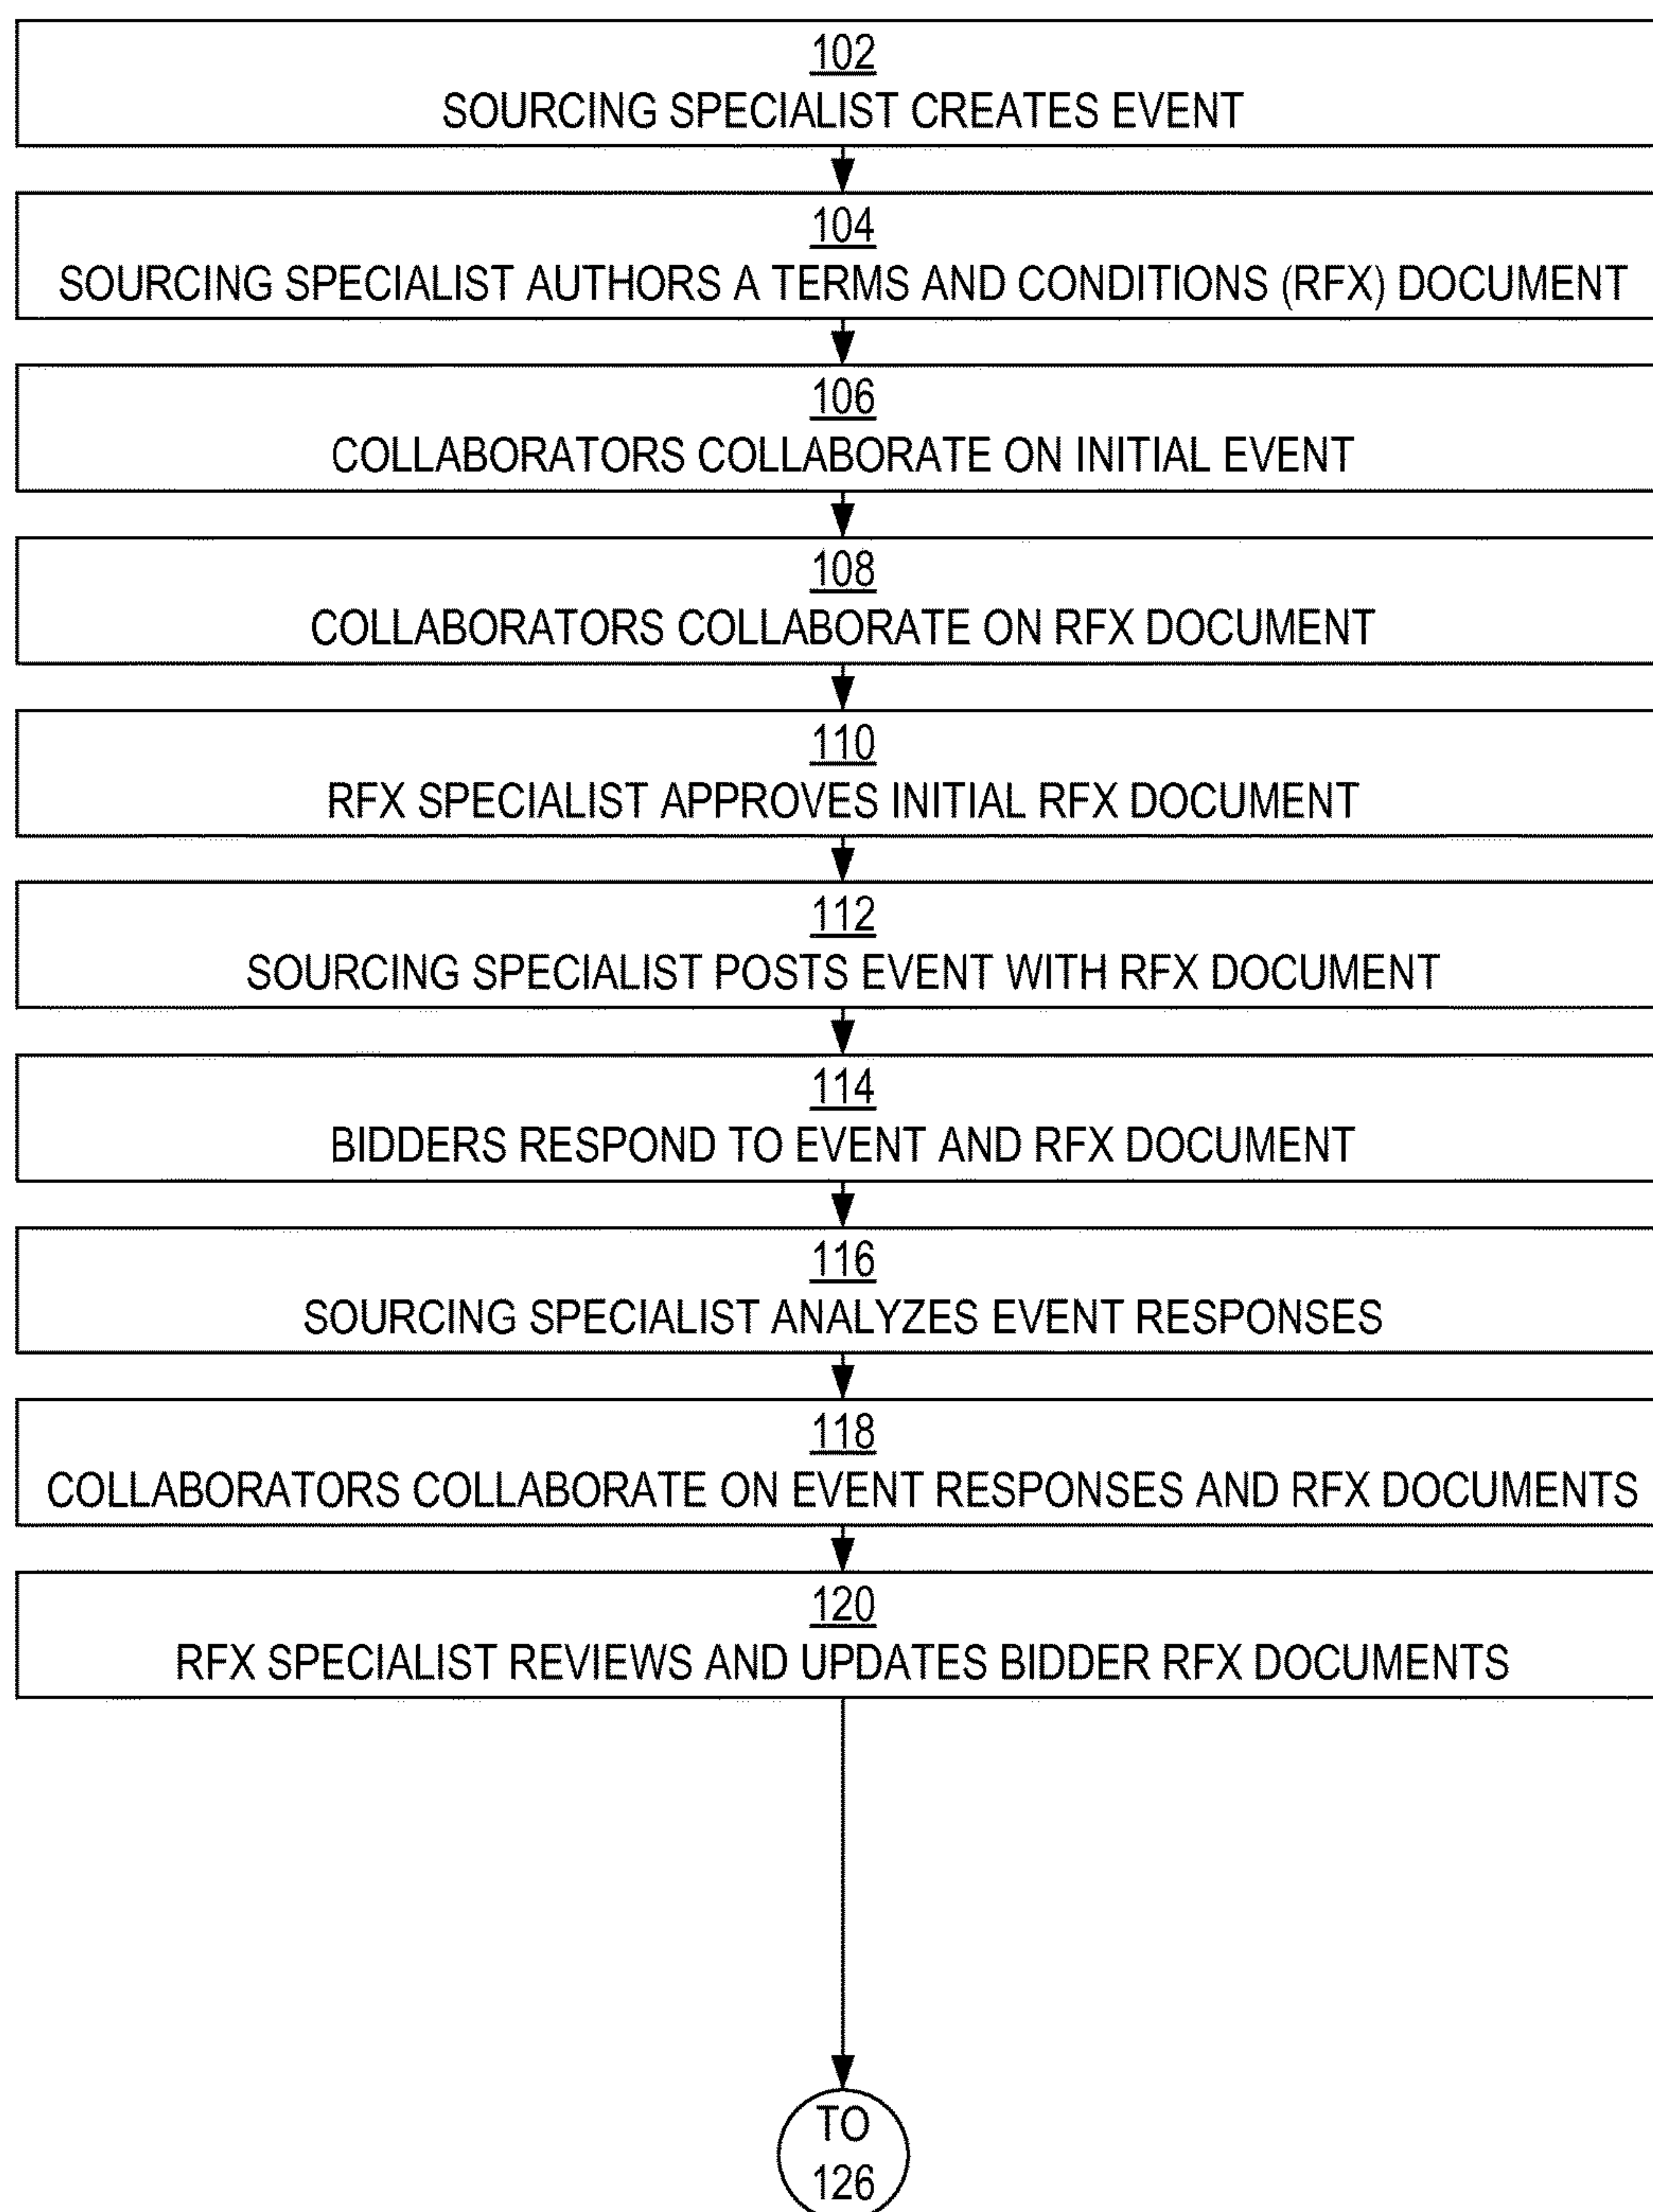 102
SOURCING SPECIALIST CREATES EVENT
104
SOURCING SPECIALIST AUTHORS A TERMS AND CONDITIONS (RFX) DOCUMENT
106
COLLABORATORS COLLABORATE ON INITIAL EVENT
108
COLLABORATORS COLLABORATE ON RFX DOCUMENT
110
RFX SPECIALIST APPROVES INITIAL RFX DOCUMENT
112
SOURCING SPECIALIST POSTS EVENT WITH RFX DOCUMENT
114
BIDDERS RESPOND TO EVENT AND RFX DOCUMENT
116
SOURCING SPECIALIST ANALYZES EVENT RESPONSES
118
COLLABORATORS COLLABORATE ON EVENT RESPONSES AND RFX DOCUMENTS
120
RFX SPECIALIST REVIEWS AND UPDATES BIDDER RFX DOCUMENTS
TO
126